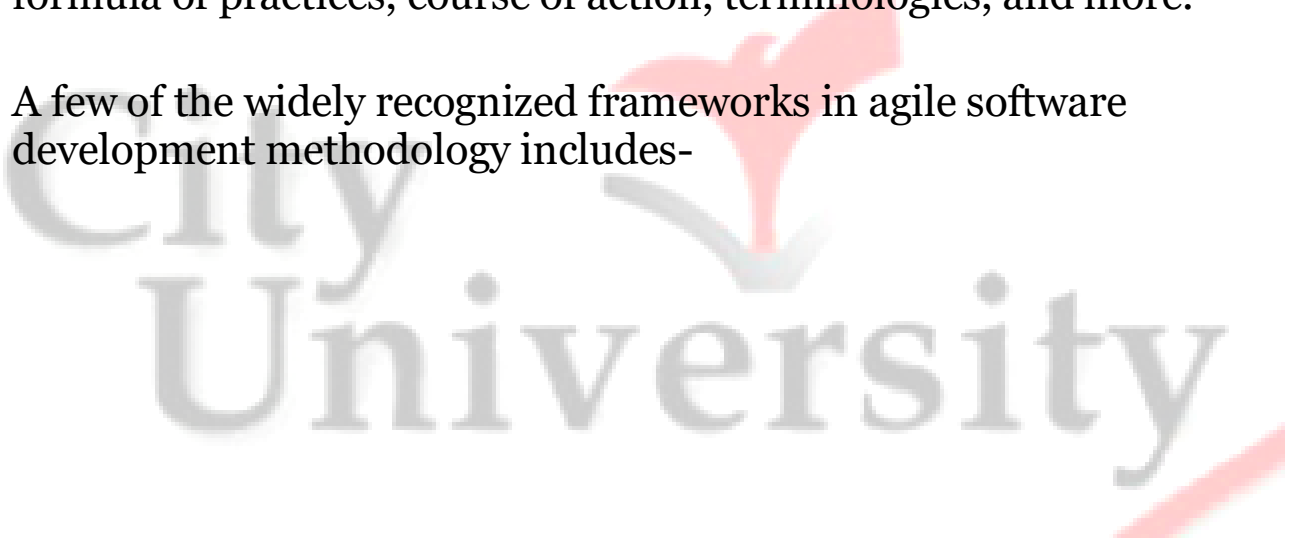 formula of practices, course of action, terminologies, and more.
A few of the widely recognized frameworks in agile software
development methodology includes-
City
University